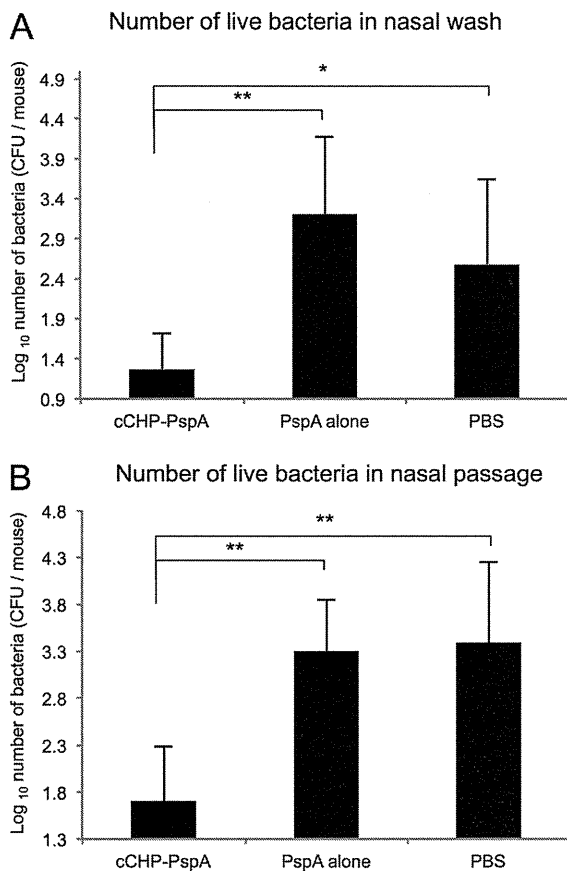 A
Number of live bacteria in nasal wash
Log 10 number of bacteria (CFU / mouse)
4.9
4.4
3.9
3.4
2.9
2.4
1.9
1.4
0.9
*
**
cCHP-PspA
PspA alone
PBS
B
Number of live bacteria in nasal passage
Log 10 number of bacteria (CFU / mouse)
4.8
4.3
3.8
3.3
2.8
2.3
1.8
1.3
**
**
cCHP-PspA
PspA alone
PBS